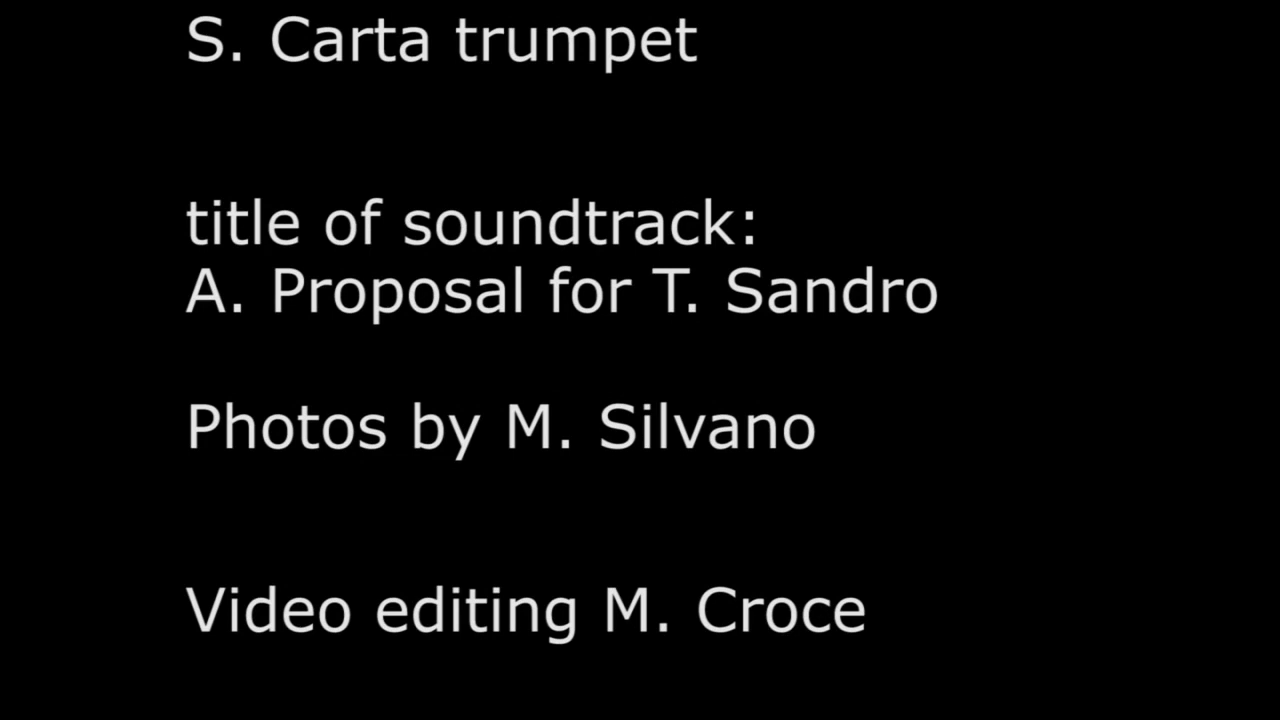 S. Carta trumpet
title of soundtrack:
A. Proposal for T. Sandro
Photos by M. Silvano
Video editing M. Croce